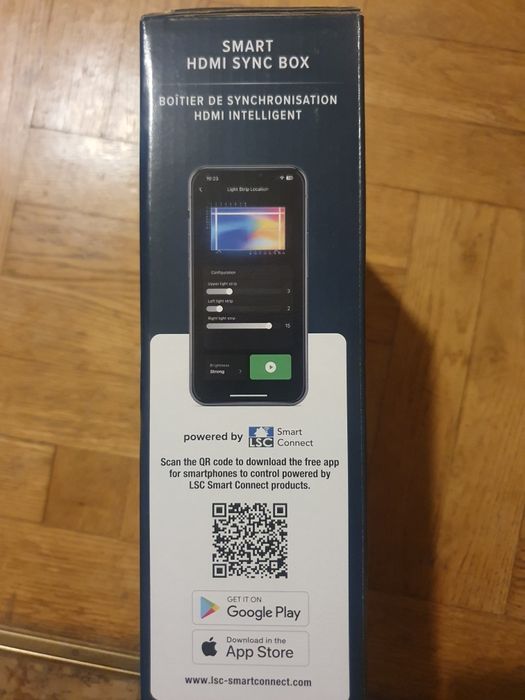 SMART
HDMI SYNC BOX
BOÎTIER DE SYNCHRONISATION
HDMI INTELLIGENT
10:23
Light Strip Location
Configuration
Upper light strip
3
Left light strip
2
Right light strip
15
Brightness
Strong
powered by LSC Smart Connect
Scan the QR code to download the free app
for smartphones to control powered by
LSC Smart Connect products.
GET IT ON
Google Play
Download in the
App Store
www.lsc-smartconnect.com